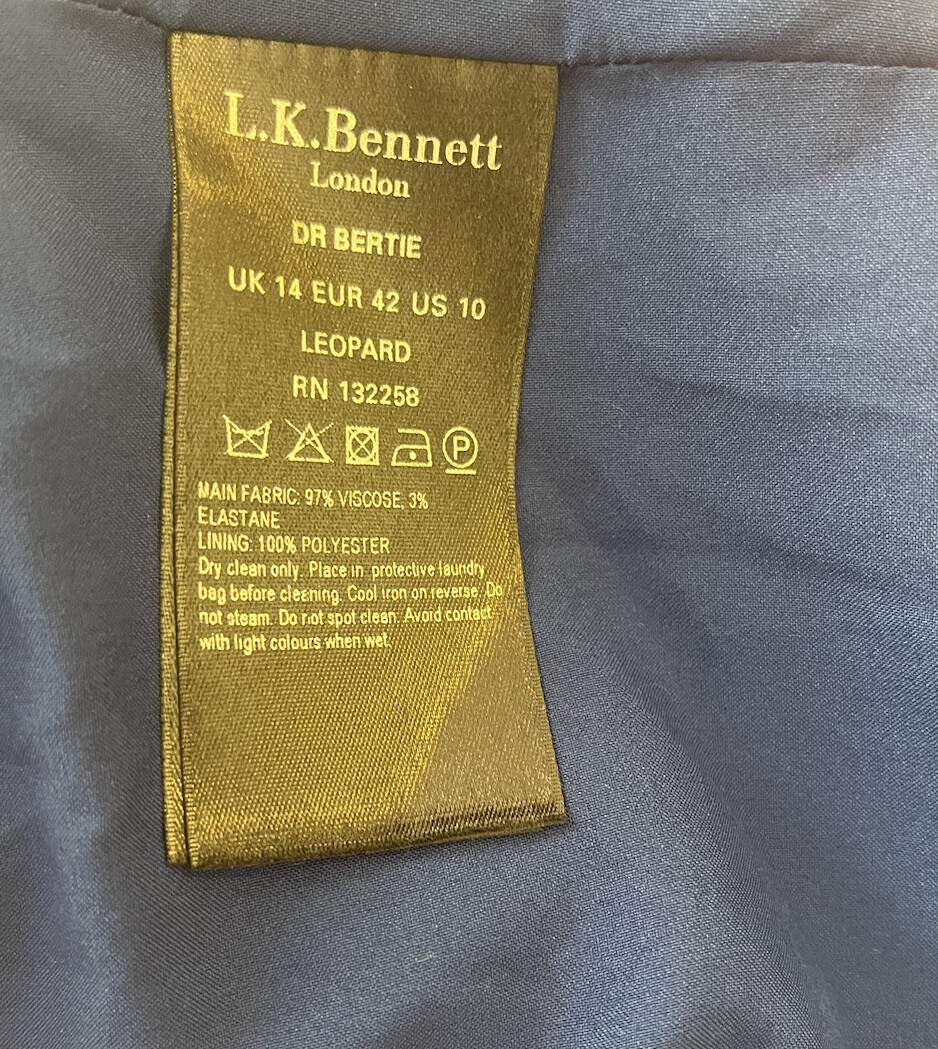 L.K.Bennett
London
DR BERTIE
UK 14 EUR 42 US 10
LEOPARD
RN 132258
P
MAIN FABRIC: 97% VISCOSE, 3%
ELASTANE
LINING: 100% POLYESTER
Dry clean only. Place in protective laundry
bag before cleaning. Cool iron on reverse. Do
not steam. Do not spot clean. Avoid contact
with light colours when wet.